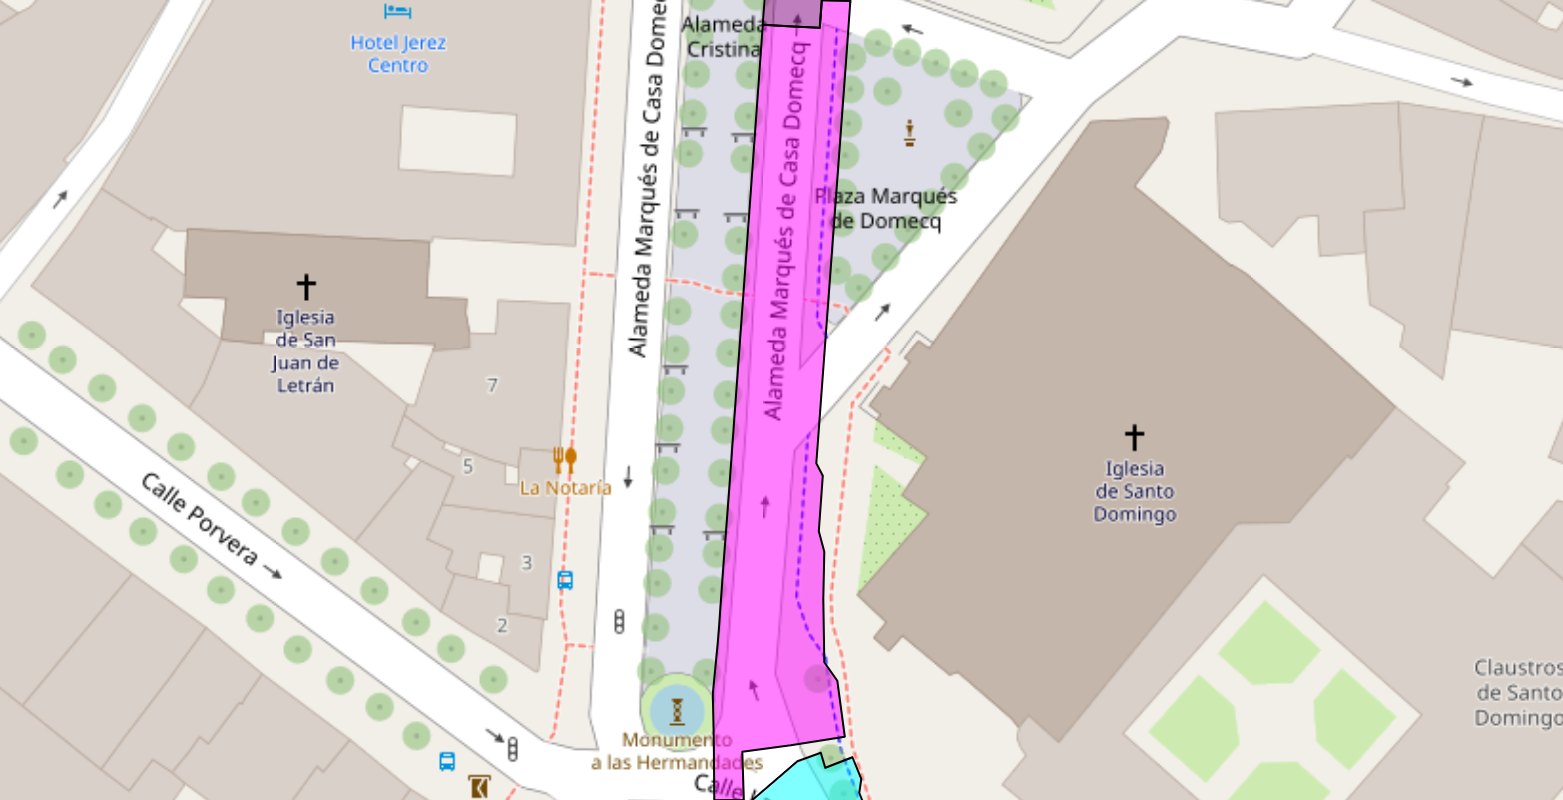 Hotel Jerez
Centro
Alameda
Cristina
Alameda Marqués de Casa Dome
Alameda Marqués de Casa Domecq
Plaza Marqués
de Domecq
Iglesia
de San
Juan de
Letrán
7
5
La Notaría
3
2
Calle Porvera
Iglesia
de Santo
Domingo
Claustros
de Santo
Domingo
Monumento
a las Hermandades
Calle